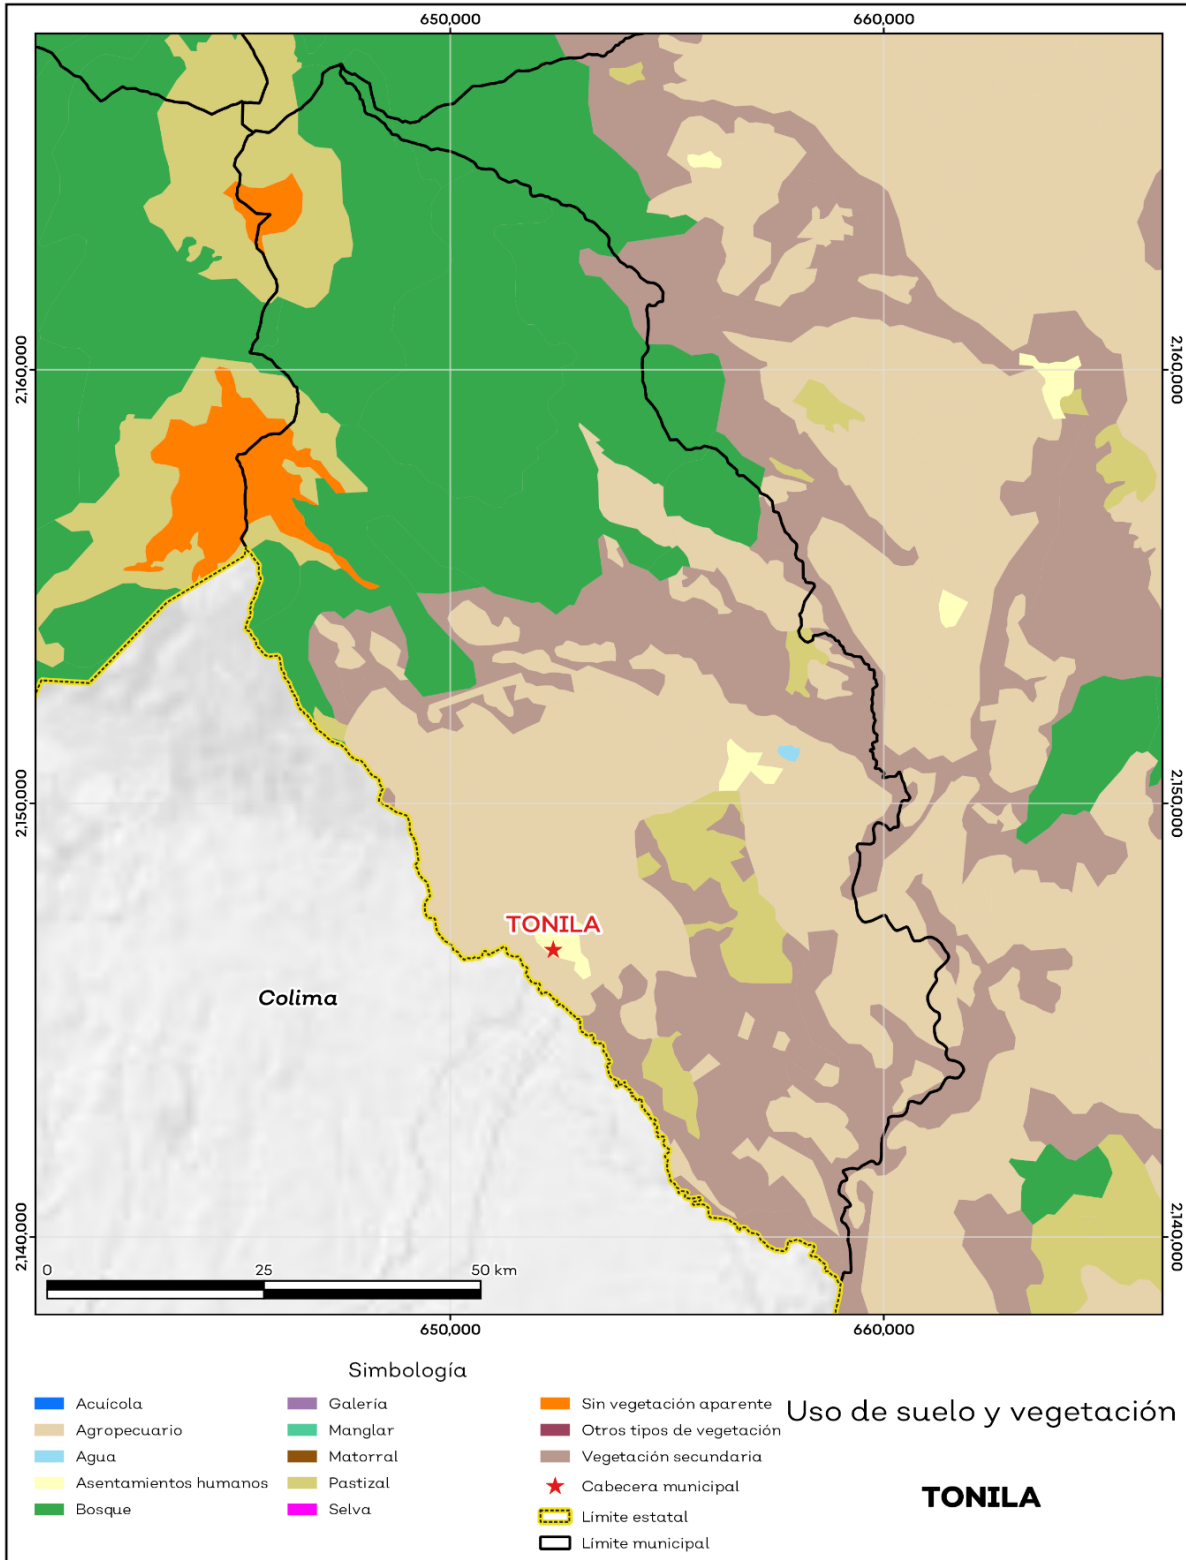 650,000 660,000
2,160,000 2,160,000
2,150,000 2,150,000
TONILA
Colima
2,140,000 2,140,000
0 25 50 km
650,000 660,000
Simbología
Acuícola
Agropecuario
Agua
Asentamientos humanos
Bosque
Galería
Manglar
Matorral
Pastizal
Selva
Sin vegetación aparente
Otros tipos de vegetación
Vegetación secundaria
Cabecera municipal
Límite estatal
Límite municipal
Uso de suelo y vegetación
TONILA